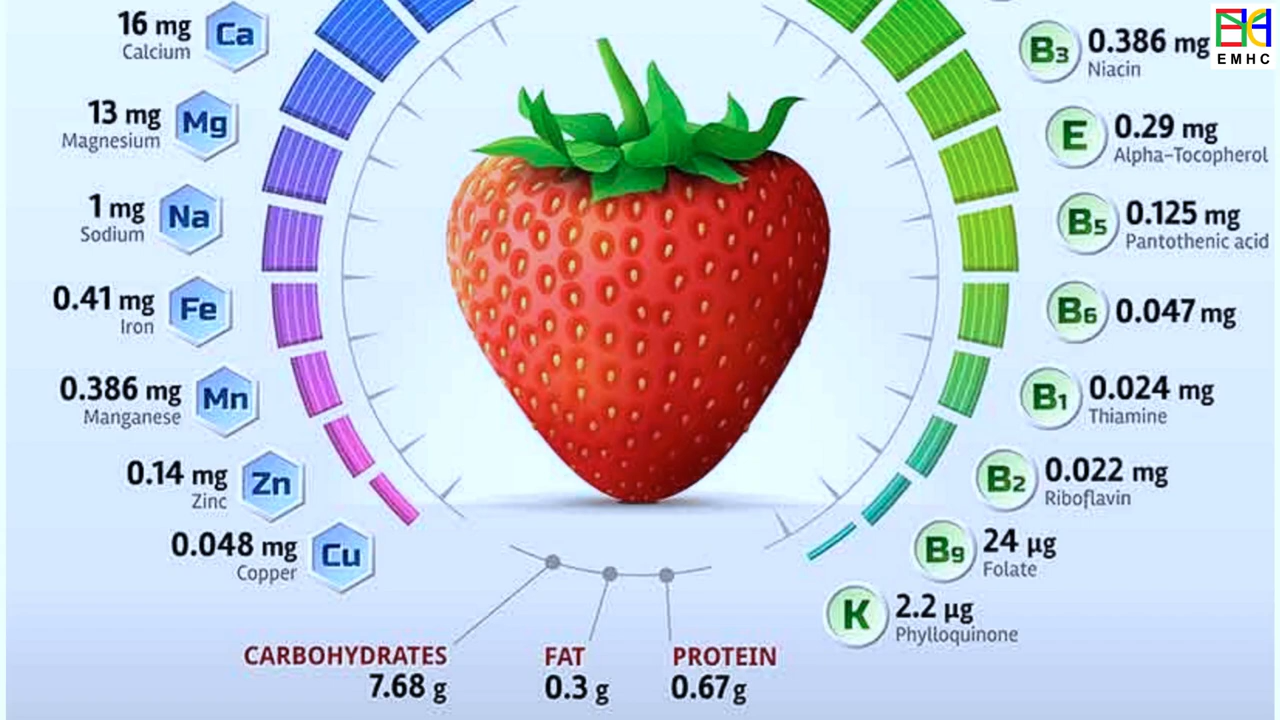 16 mg
Calcium
Ca
13 mg
Magnesium
Mg
1 mg
Sodium
Na
0.41 mg
Iron
Fe
0.386 mg
Manganese
Mn
0.14 mg
Zinc
Zn
0.048 mg
Copper
Cu
CARBOHYDRATES
7.68 g
FAT
0.3 g
PROTEIN
0.67g
B3
0.386 mg
Niacin
E
0.29 mg
Alpha-Tocopherol
B5
0.125 mg
Pantothenic acid
B6
0.047 mg
B1
0.024 mg
Thiamine
B2
0.022 mg
Riboflavin
B9
24 µg
Folate
K
2.2 µg
Phylloquinone
EMHC